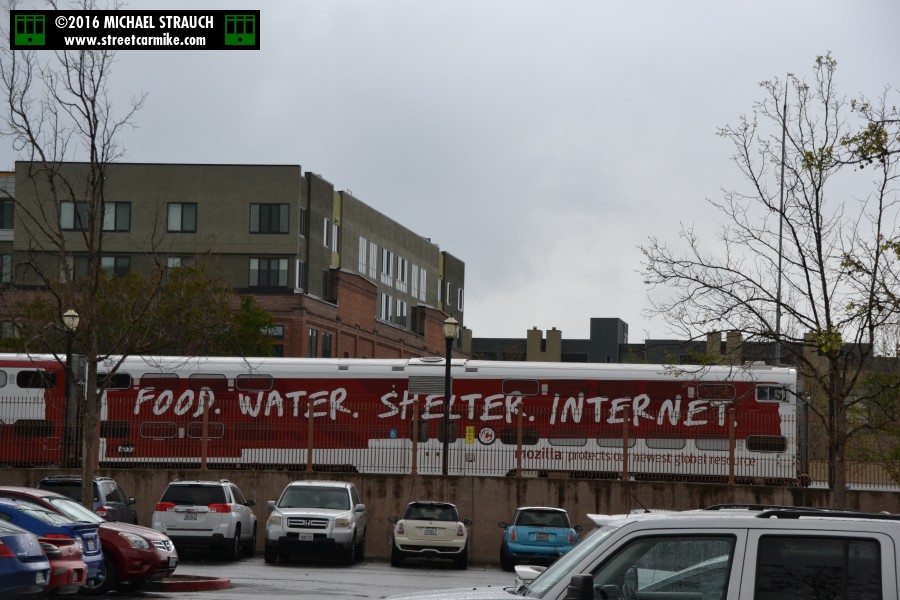 ©2016 MICHAEL STRAUCH
www.streetcarmike.com
FOOD. WATER. SHELTER. INTERNET.
mozilla protects our newest global resource